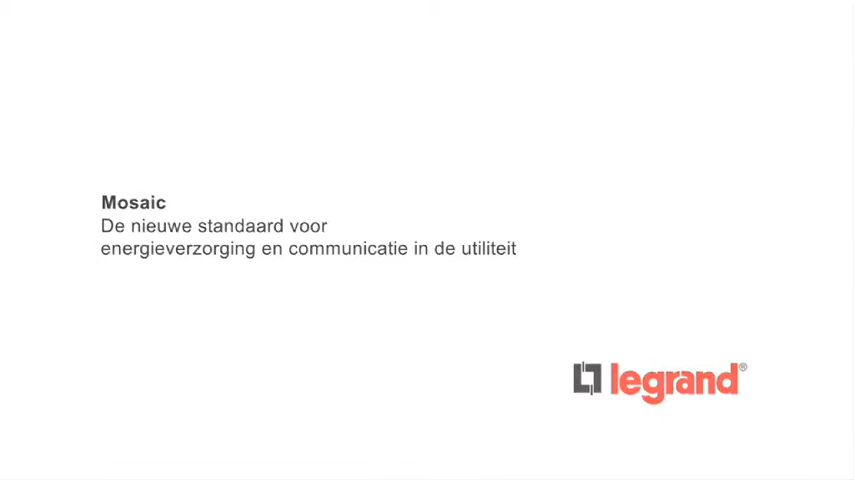 Mosaic
De nieuwe standaard voor
energieverzorging en communicatie in de utiliteit
legrand®